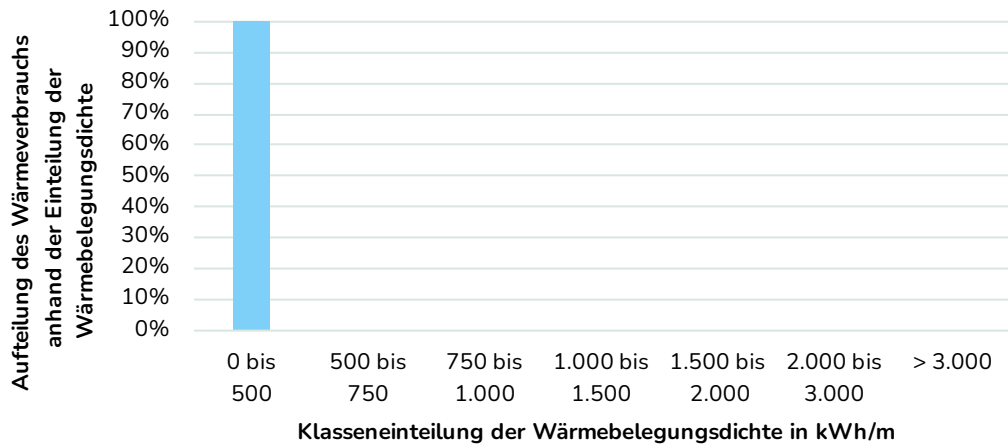 Aufteilung des Wärmeverbrauchs
anhand der Einteilung der
Wärmebelegungsdichte
100%
90%
80%
70%
60%
50%
40%
30%
20%
10%
0%
0 bis
500
500 bis
750
750 bis
1.000
1.000 bis
1.500
1.500 bis
2.000
2.000 bis
3.000
> 3.000
Klasseneinteilung der Wärmebelegungsdichte in kWh/m